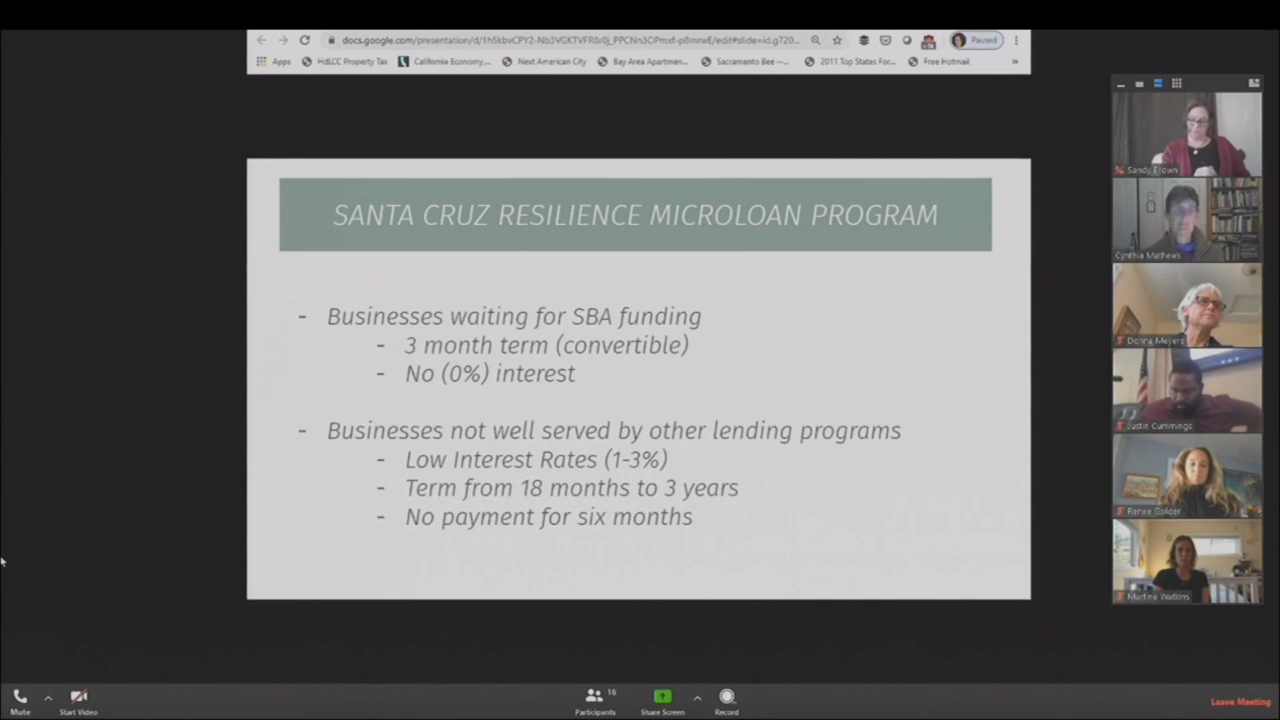 Paused
Apps
HdLCC Property Tax
California Economy,...
Next American City
Bay Area Apartmen...
Sacramento Bee --...
2011 Top States For...
Free Hotmail
»
SANTA CRUZ RESILIENCE MICROLOAN PROGRAM
- Businesses waiting for SBA funding
- 3 month term (convertible)
- No (0%) interest
- Businesses not well served by other lending programs
- Low Interest Rates (1-3%)
- Term from 18 months to 3 years
- No payment for six months
Sandy Brown
Cynthia Mathews
Donna Meyers
Justin Cummings
Renee Golder
Martine Watkins
Mute
Start Video
Participants
16
Share Screen
Record
Leave Meeting